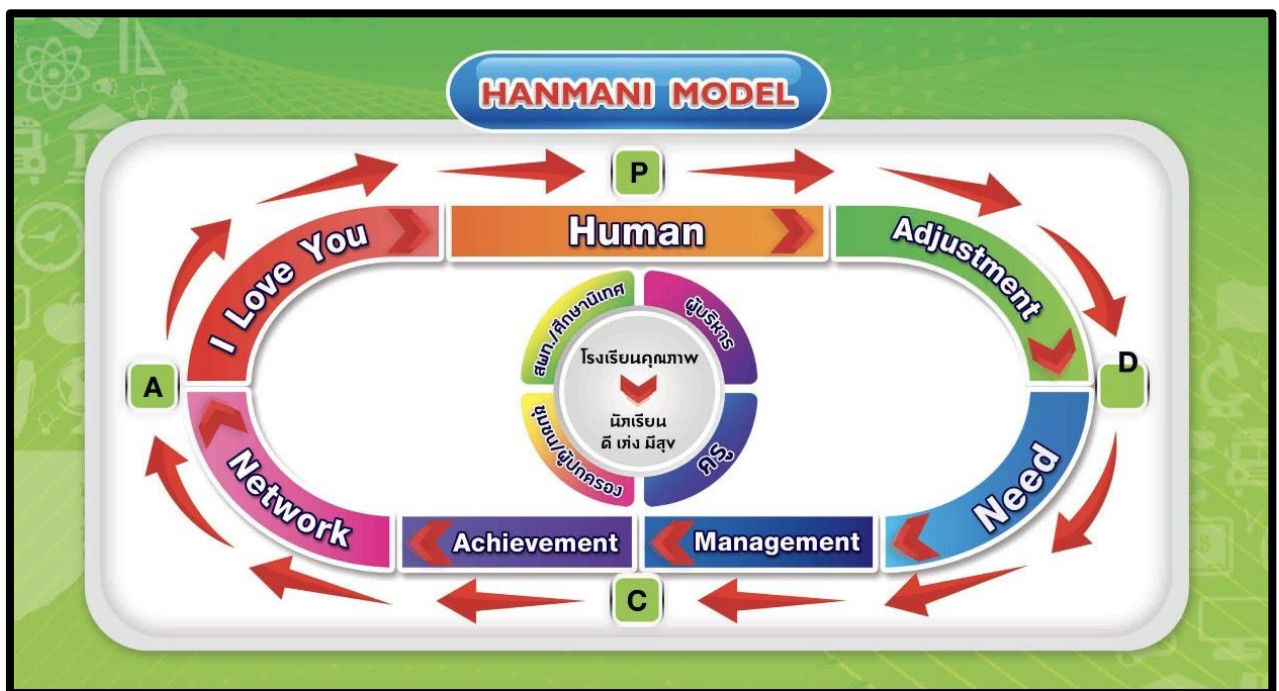 HANMANI MODEL
P
I Love You
Human
Adjustment
สพท./ศึกษานิเทศ
ผู้บริหาร
โรงเรียนคุณภาพ
นักเรียน
ดี เก่ง มีสุข
A
D
ชุมชน/ผู้ปกครอง
ครู
Network
Achievement
Management
Need
C